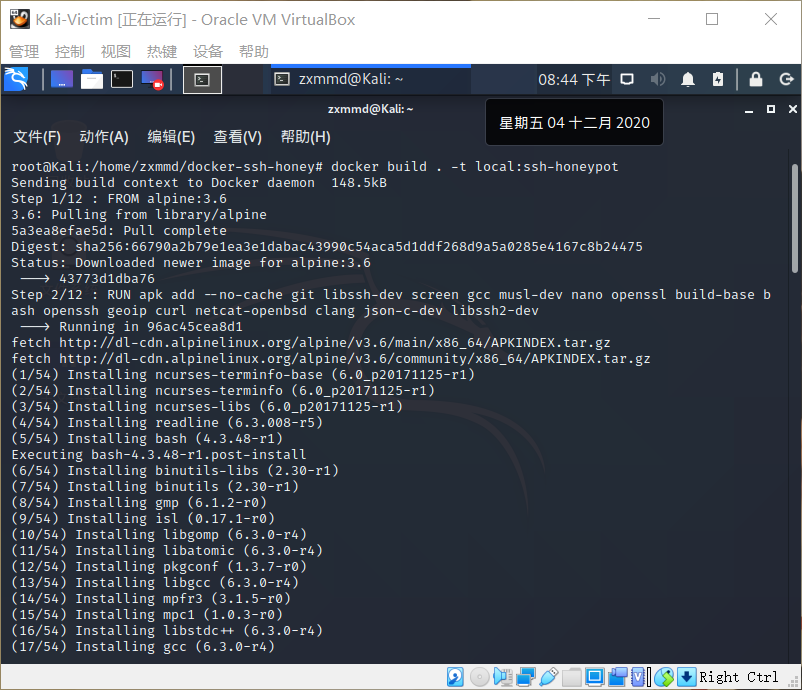 Kali-Victim [正在运行] - Oracle VM VirtualBox
管理 控制 视图 热键 设备 帮助
zxmmd@Kali: ~ 08:44 下午
zxmmd@Kali: ~
星期五 04 十二月 2020
文件(F) 动作(A) 编辑(E) 查看(V) 帮助(H)
root@Kali:/home/zxmmd/docker-ssh-honey# docker build . -t local:ssh-honeypot
Sending build context to Docker daemon  148.5kB
Step 1/12 : FROM alpine:3.6
3.6: Pulling from library/alpine
5a3ea8efae5d: Pull complete
Digest: sha256:66790a2b79e1ea3e1dabac43990c54aca5d1ddf268d9a5a0285e4167c8b24475
Status: Downloaded newer image for alpine:3.6
 ---> 43773d1dba76
Step 2/12 : RUN apk add --no-cache git libssh-dev screen gcc musl-dev nano openssl build-base b
ash openssh geoip curl netcat-openbsd clang json-c-dev libssh2-dev
 ---> Running in 96ac45cea8d1
fetch http://dl-cdn.alpinelinux.org/alpine/v3.6/main/x86_64/APKINDEX.tar.gz
fetch http://dl-cdn.alpinelinux.org/alpine/v3.6/community/x86_64/APKINDEX.tar.gz
(1/54) Installing ncurses-terminfo-base (6.0_p20171125-r1)
(2/54) Installing ncurses-terminfo (6.0_p20171125-r1)
(3/54) Installing ncurses-libs (6.0_p20171125-r1)
(4/54) Installing readline (6.3.008-r5)
(5/54) Installing bash (4.3.48-r1)
Executing bash-4.3.48-r1.post-install
(6/54) Installing binutils-libs (2.30-r1)
(7/54) Installing binutils (2.30-r1)
(8/54) Installing gmp (6.1.2-r0)
(9/54) Installing isl (0.17.1-r0)
(10/54) Installing libgomp (6.3.0-r4)
(11/54) Installing libatomic (6.3.0-r4)
(12/54) Installing pkgconf (1.3.7-r0)
(13/54) Installing libgcc (6.3.0-r4)
(14/54) Installing mpfr3 (3.1.5-r0)
(15/54) Installing mpc1 (1.0.3-r0)
(16/54) Installing libstdc++ (6.3.0-r4)
(17/54) Installing gcc (6.3.0-r4)
Right Ctrl